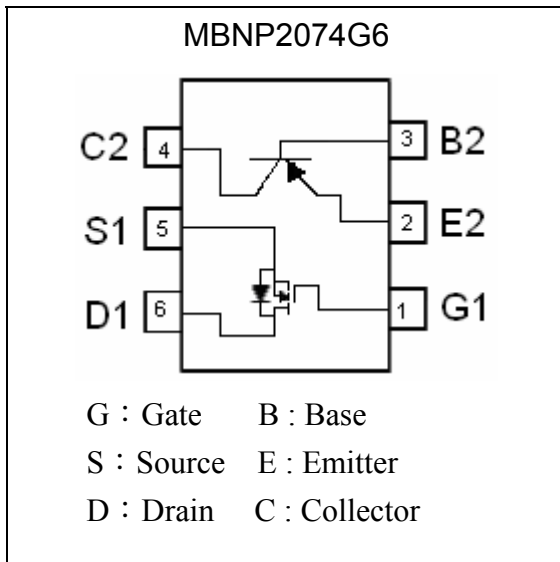 MBNP2074G6
C2 4 3 B2
S1 5 2 E2
D1 6 1 G1
G：Gate B : Base
S：Source E : Emitter
D：Drain C : Collector